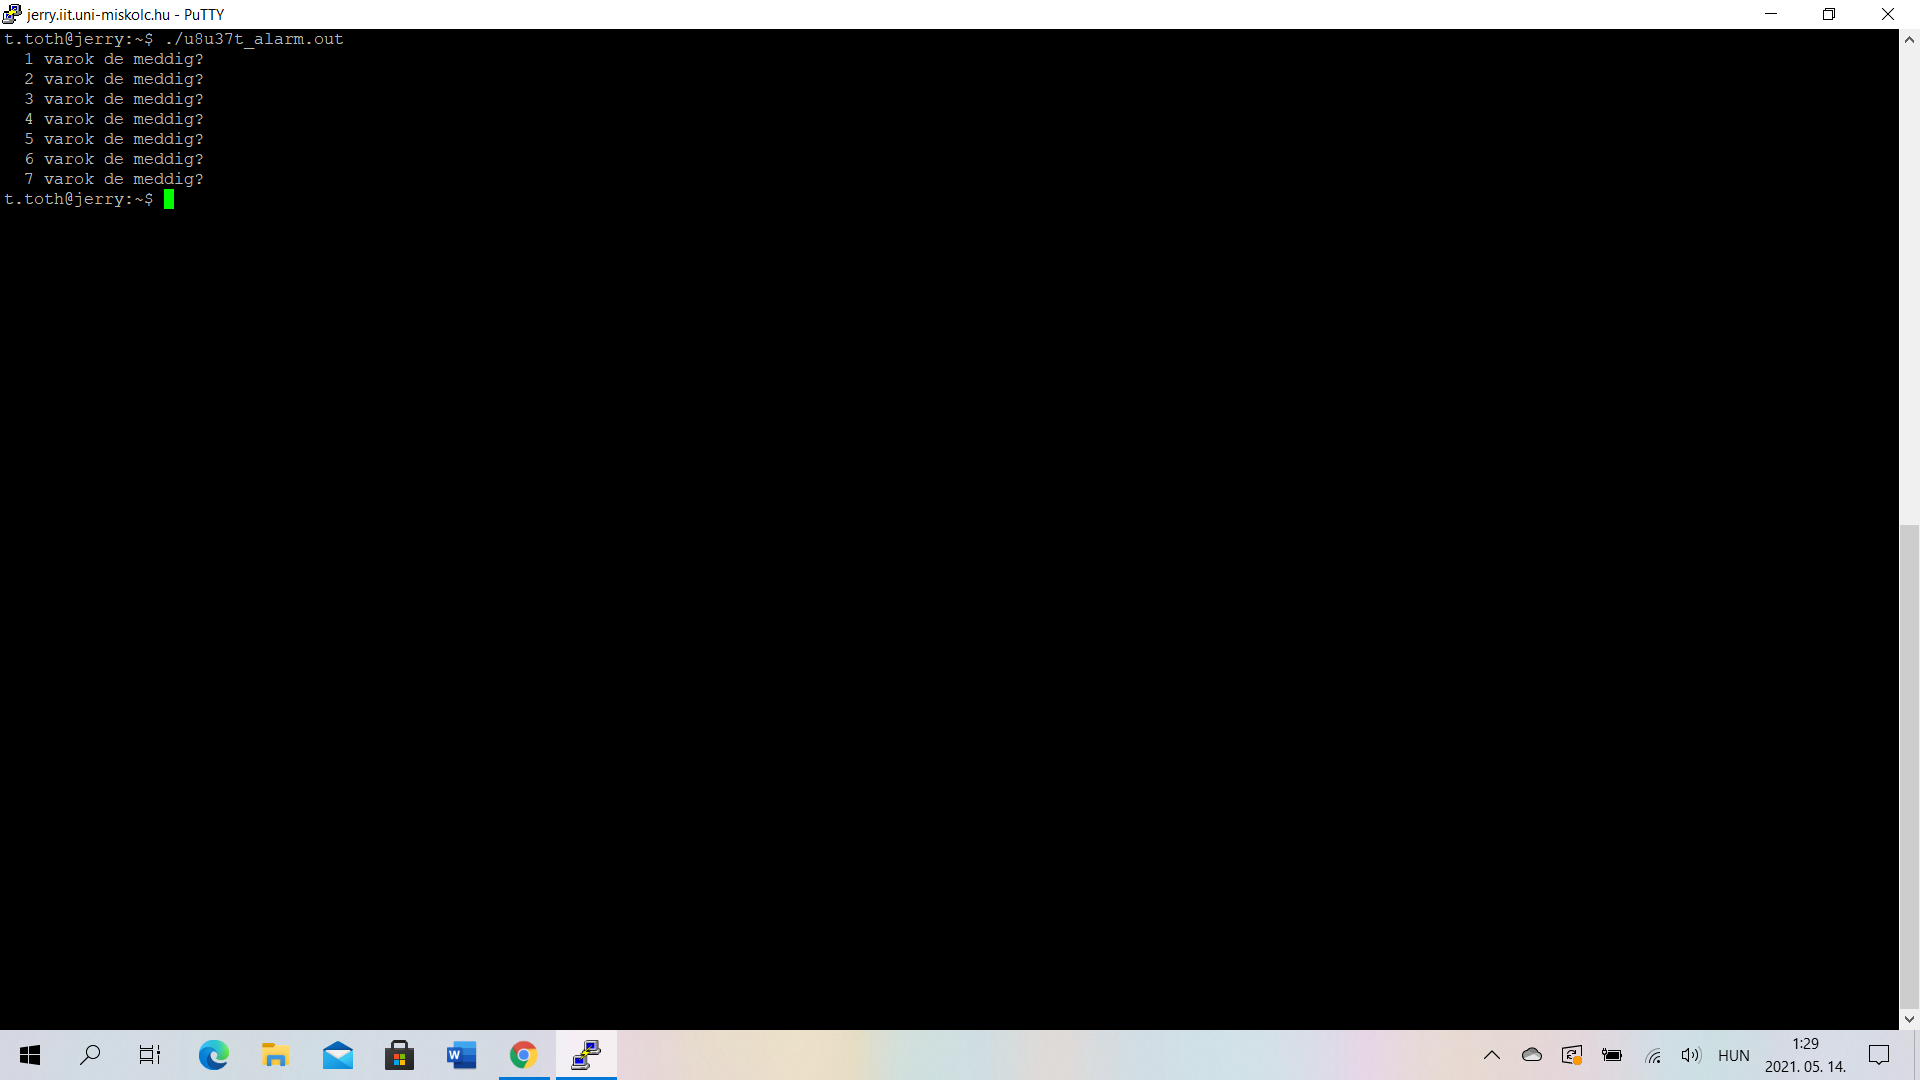 jerry.iit.uni-miskolc.hu - PuTTY
t.toth@jerry:~$ ./u8u37t_alarm.out
1 varok de meddig?
2 varok de meddig?
3 varok de meddig?
4 varok de meddig?
5 varok de meddig?
6 varok de meddig?
7 varok de meddig?
t.toth@jerry:~$
W
HUN
1:29
2021. 05. 14.